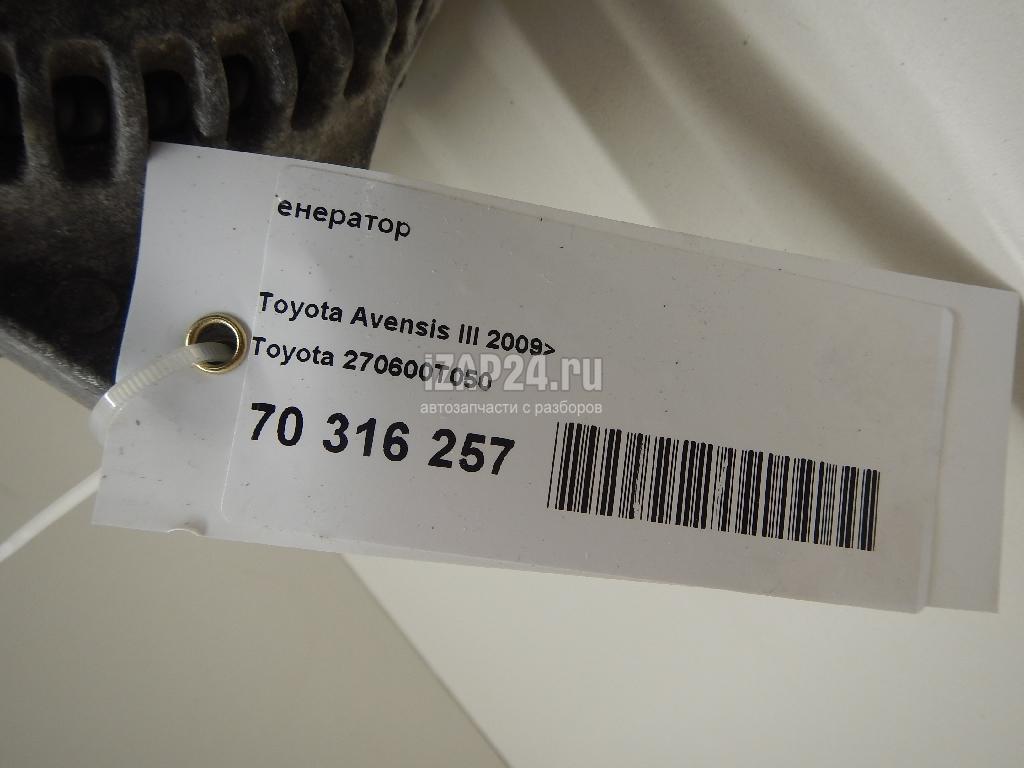 енератор
Toyota Avensis III 2009>
Toyota 270600T050
iZAP24.ru
автозапчасти с разборов
70 316 257